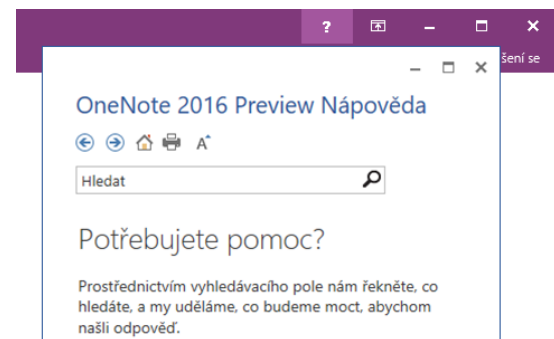 ?
šení se
OneNote 2016 Preview Nápověda
A
Hledat
Potřebujete pomoc?
Prostřednictvím vyhledávacího pole nám řekněte, co
hledáte, a my uděláme, co budeme moct, abychom
našli odpověď.